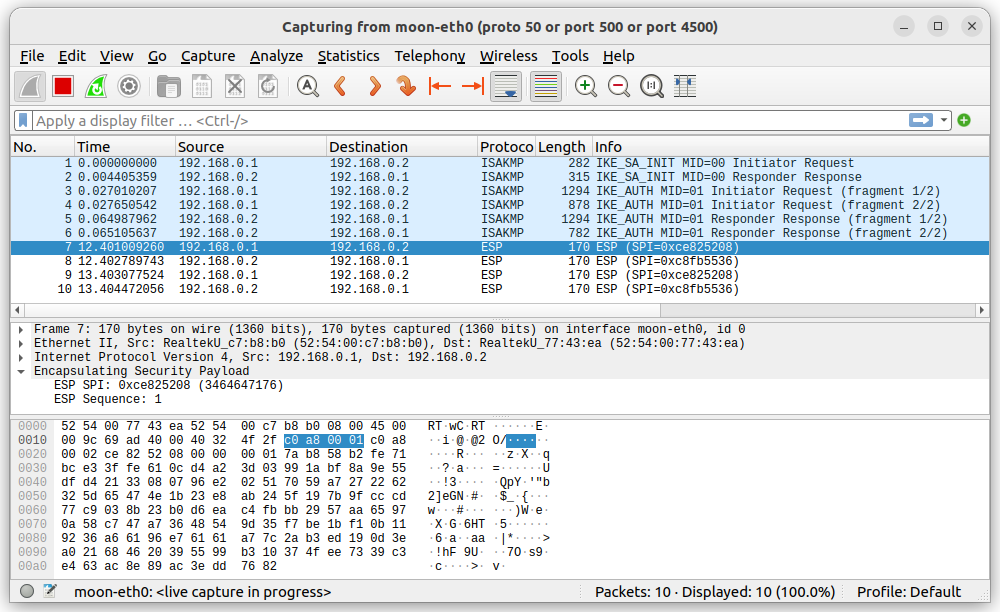 Capturing from moon-eth0 (proto 50 or port 500 or port 4500)
File Edit View Go Capture Analyze Statistics Telephony Wireless Tools Help
Apply a display filter … <Ctrl-/>
No. Time Source Destination Protoco Length Info
1 0.000000000 192.168.0.1 192.168.0.2 ISAKMP 282 IKE_SA_INIT MID=00 Initiator Request
2 0.004405359 192.168.0.2 192.168.0.1 ISAKMP 315 IKE_SA_INIT MID=00 Responder Response
3 0.027010207 192.168.0.1 192.168.0.2 ISAKMP 1294 IKE_AUTH MID=01 Initiator Request (fragment 1/2)
4 0.027650542 192.168.0.1 192.168.0.2 ISAKMP 878 IKE_AUTH MID=01 Initiator Request (fragment 2/2)
5 0.064987962 192.168.0.2 192.168.0.1 ISAKMP 1294 IKE_AUTH MID=01 Responder Response (fragment 1/2)
6 0.065105637 192.168.0.2 192.168.0.1 ISAKMP 782 IKE_AUTH MID=01 Responder Response (fragment 2/2)
7 12.401009260 192.168.0.1 192.168.0.2 ESP 170 ESP (SPI=0xce825208)
8 12.402789743 192.168.0.2 192.168.0.1 ESP 170 ESP (SPI=0xc8fb5536)
9 13.403077524 192.168.0.1 192.168.0.2 ESP 170 ESP (SPI=0xce825208)
10 13.404472056 192.168.0.2 192.168.0.1 ESP 170 ESP (SPI=0xc8fb5536)
Frame 7: 170 bytes on wire (1360 bits), 170 bytes captured (1360 bits) on interface moon-eth0, id 0
Ethernet II, Src: RealtekU_c7:b8:b0 (52:54:00:c7:b8:b0), Dst: RealtekU_77:43:ea (52:54:00:77:43:ea)
Internet Protocol Version 4, Src: 192.168.0.1, Dst: 192.168.0.2
Encapsulating Security Payload
ESP SPI: 0xce825208 (3464647176)
ESP Sequence: 1
0000 52 54 00 77 43 ea 52 54 00 c7 b8 b0 08 00 45 00 RT·wC·RT ······E·
0010 00 9c 69 ad 40 00 40 32 4f 2f c0 a8 00 01 c0 a8 ··i·@·@2 O/······
0020 00 02 ce 82 52 08 00 00 00 01 7a b8 58 b2 fe 71 ····R··· ··z·X··q
0030 bc e3 3f fe 61 0c d4 a2 3d 03 99 1a bf 8a 9e 55 ··?·a··· =······U
0040 df d4 21 33 08 07 96 e2 02 51 70 59 a7 27 22 62 ··!3···· ·QpY·'"b
0050 32 5d 65 47 4e 1b 23 e8 ab 24 5f 19 7b 9f cc cd 2]eGN·#· ·$_·{···
0060 77 c9 03 8b 23 b0 d6 ea c4 fb bb 29 57 aa 65 97 w···#··· ···)W·e·
0070 0a 58 c7 47 a7 36 48 54 9d 35 f7 be 1b f1 0b 11 ·X·G·6HT ·5······
0080 92 36 a6 61 96 e7 61 61 a7 7c 2a b3 ed 19 0d 3e ·6·a··aa ·|*····>
0090 a0 21 68 46 20 39 55 99 b3 10 37 4f ee 73 39 c3 ·!hF 9U· ··7O·s9·
00a0 e4 63 ac 8e 89 ac 3e dd 76 82 ·c····>· v·
moon-eth0: <live capture in progress> Packets: 10 · Displayed: 10 (100.0%) Profile: Default